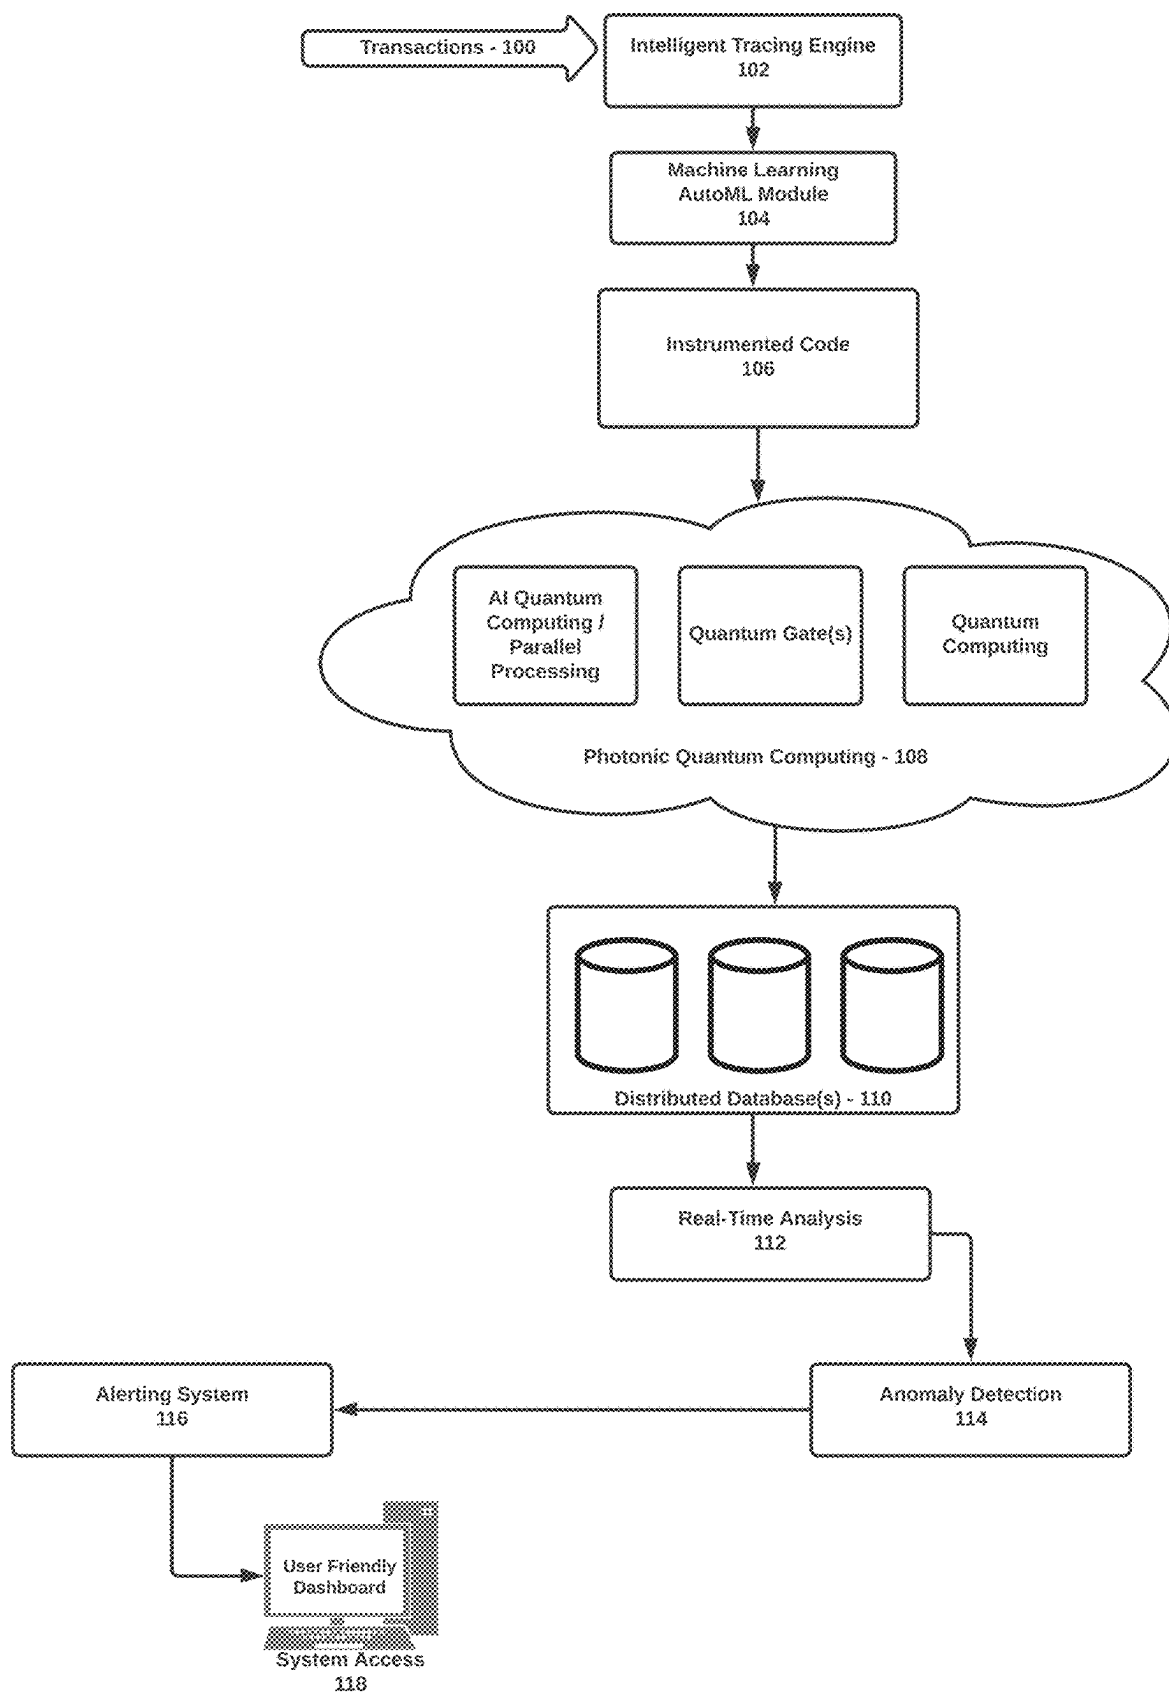 Transactions - 100
Intelligent Tracing Engine
102
Machine Learning
AutoML Module
104
Instrumented Code
106
AI Quantum
Computing /
Parallel
Processing
Quantum Gate(s)
Quantum
Computing
Photonic Quantum Computing - 108
Distributed Database(s) - 110
Real-Time Analysis
112
Anomaly Detection
114
Alerting System
116
User Friendly
Dashboard
System Access
118